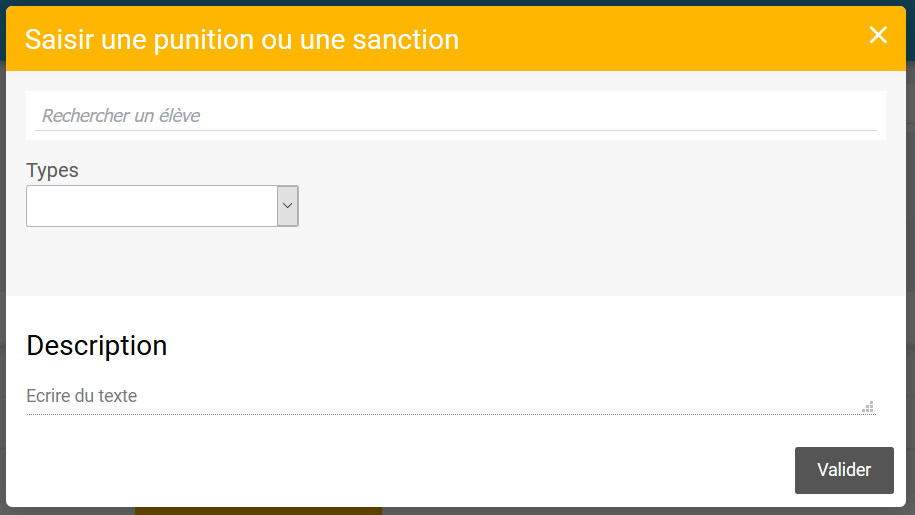 Saisir une punition ou une sanction
Rechercher un élève
Types
Description
Ecrire du texte
Valider